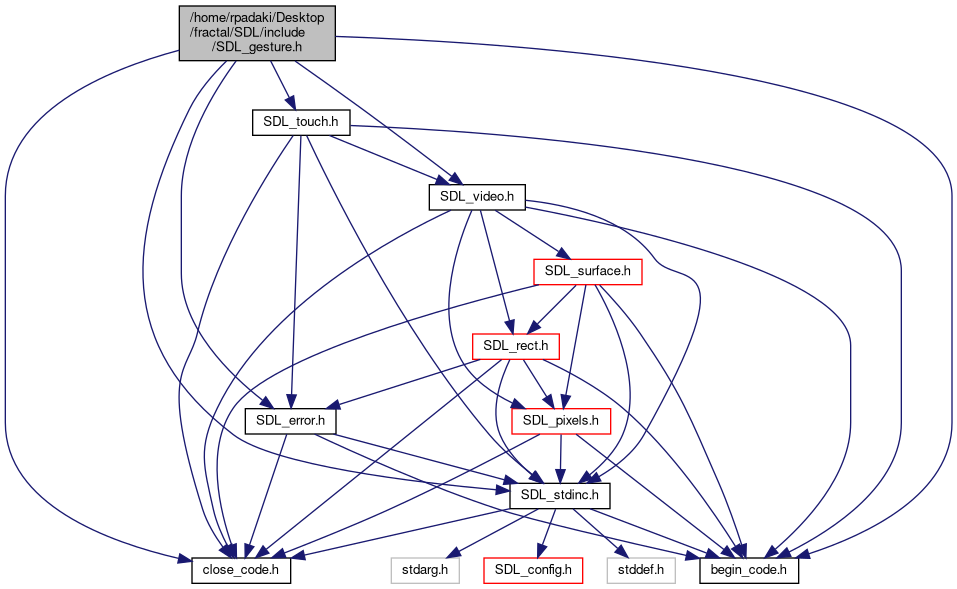 /home/rpadaki/Desktop
/fractal/SDL/include
/SDL_gesture.h
SDL_touch.h
SDL_video.h
SDL_surface.h
SDL_rect.h
SDL_error.h
SDL_pixels.h
SDL_stdinc.h
close_code.h
stdarg.h
SDL_config.h
stddef.h
begin_code.h